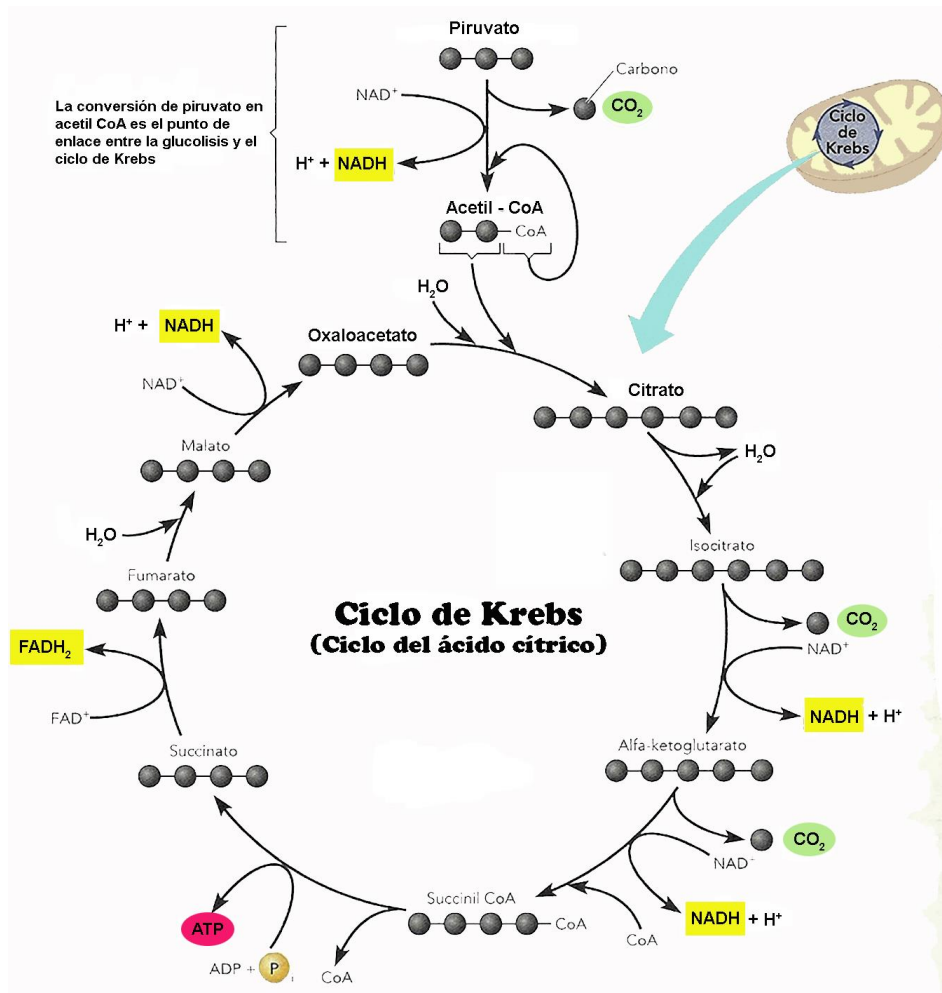 Piruvato
Carbono
NAD⁺
CO₂
La conversión de piruvato en
acetil CoA es el punto de
enlace entre la glucolisis y el
ciclo de Krebs
H⁺ + NADH
Ciclo
de
Krebs
Acetil - CoA
CoA
H₂O
Oxaloacetato
H⁺ + NADH
NAD⁺
Citrato
H₂O
Malato
H₂O
Isocitrato
Fumarato
Ciclo de Krebs
(Ciclo del ácido cítrico)
CO₂
NAD⁺
FADH₂
FAD⁺
NADH + H⁺
Succinato
Alfa-ketoglutarato
CO₂
NAD⁺
Succinil CoA
CoA
NADH + H⁺
CoA
ATP
ADP + P i
CoA